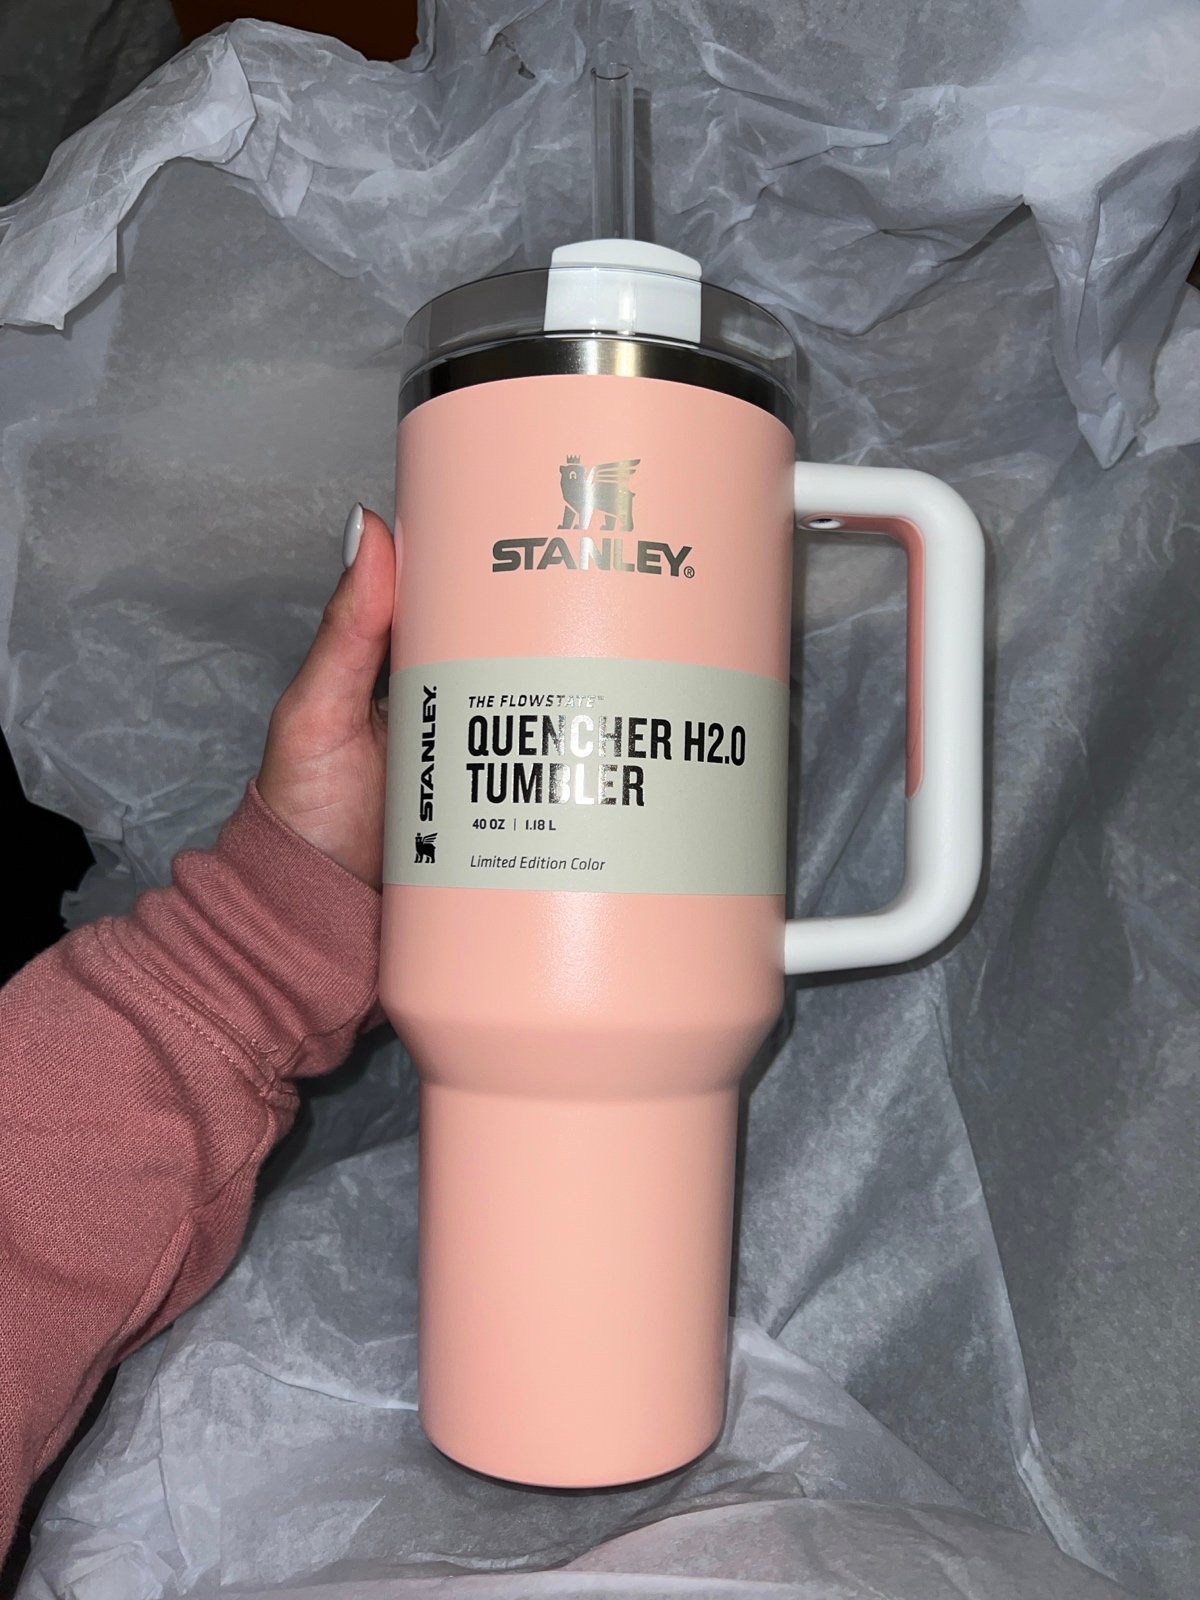 STANLEY®
STANLEY®
THE FLOWSTATE™
QUENCHER H2.0
TUMBLER
40 OZ | 1.18 L
Limited Edition Color